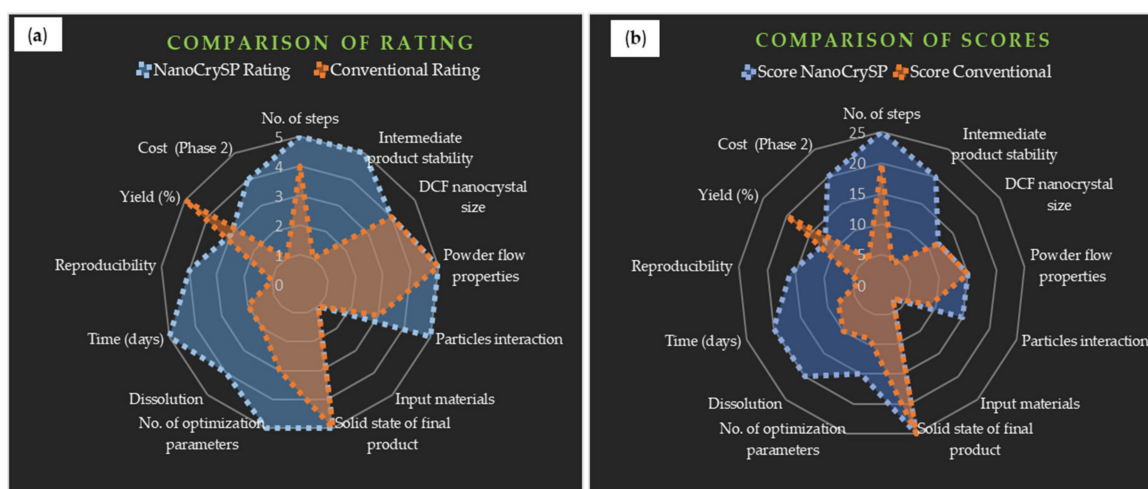 (a)
COMPARISON OF RATING
NanoCrySP Rating
Conventional Rating
No. of steps
Intermediate
product stability
DCF nanocrystal
size
Powder flow
properties
Particles interaction
Input materials
Solid state of final
product
No. of optimization
parameters
Dissolution
Time (days)
Reproducibility
Yield (%)
Cost (Phase 2)
5
4
3
2
1
0
(b)
COMPARISON OF SCORES
Score NanoCrySP
Score Conventional
No. of steps
Intermediate
product stability
DCF nanocrystal
size
Powder flow
properties
Particles interaction
Input materials
Solid state of final
product
No. of optimization
parameters
Dissolution
Time (days)
Reproducibility
Yield (%)
Cost (Phase 2)
25
20
15
10
5
0